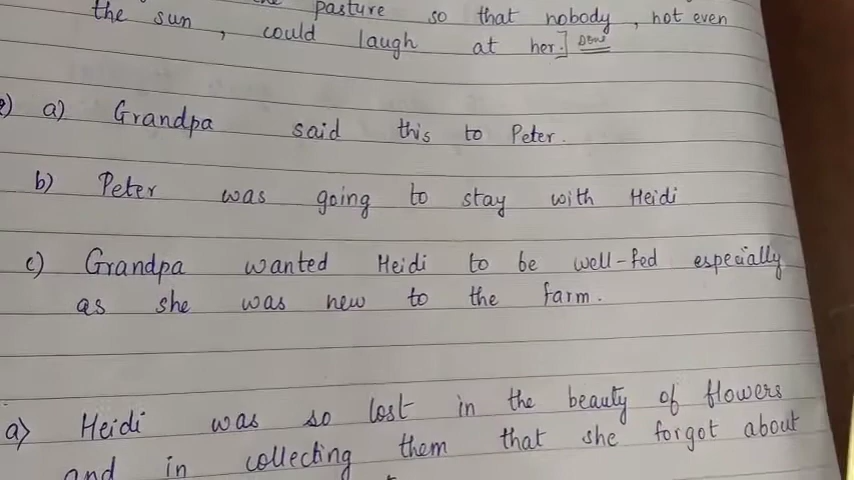 the pasture so that nobody, not even
the sun, could laugh at her.]
a) Grandpa said this to Peter.
b) Peter was going to stay with Heidi
c) Grandpa wanted Heidi to be well-fed especially
as she was new to the farm.
a) Heidi was so lost in the beauty of flowers
and in collecting them that she forgot about